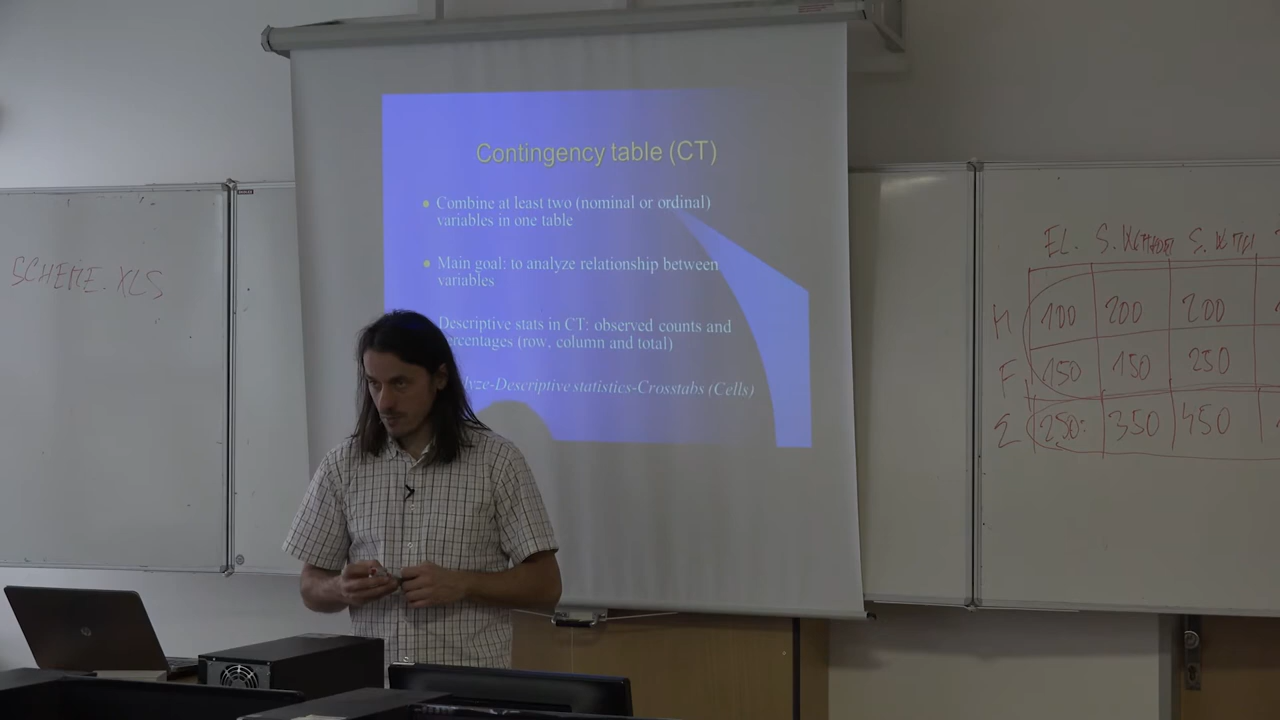 Contingency table (CT)
Combine at least two (nominal or ordinal)
variables in one table
Main goal: to analyze relationship between
variables
Descriptive stats in CT: observed counts and
percentages (row, column and total)
lyze-Descriptive statistics-Crosstabs (Cells)
SCHEME.XLS
EL. S. S.
M 100 200 200
F 150 150 250
Σ 250 350 450
hp